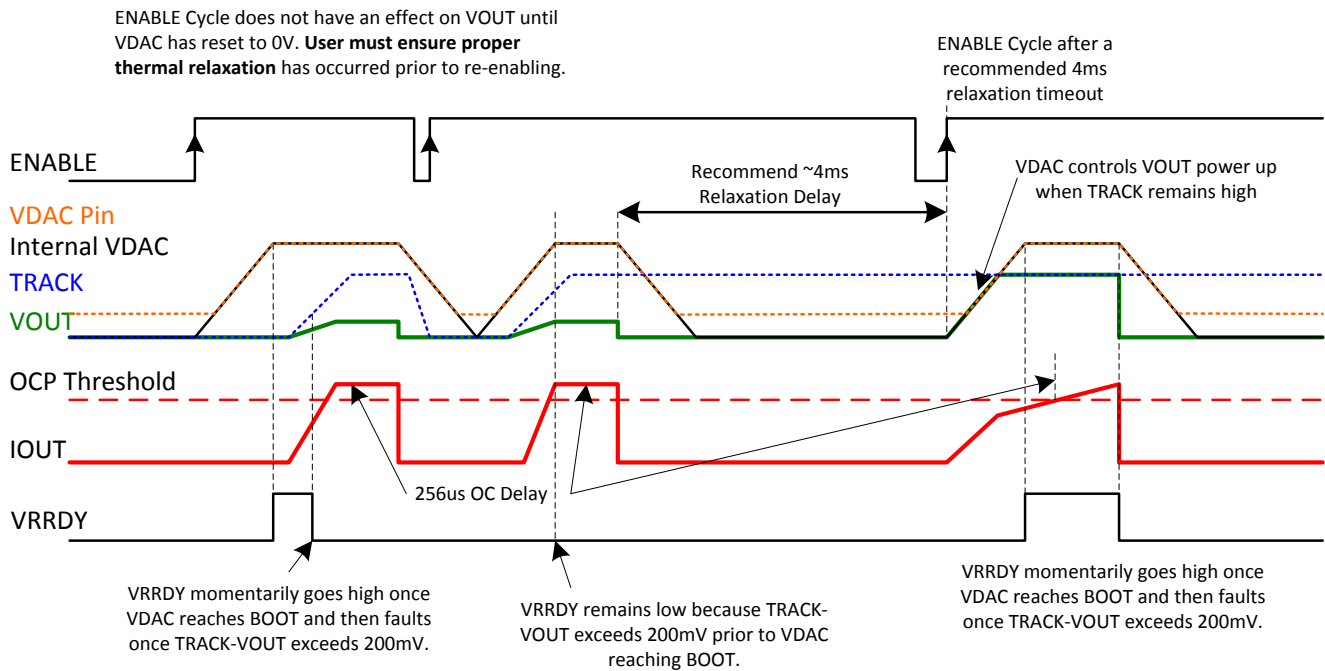 ENABLE Cycle does not have an effect on VOUT until
VDAC has reset to 0V. User must ensure proper
thermal relaxation has occurred prior to re-enabling.
ENABLE Cycle after a
recommended 4ms
relaxation timeout
ENABLE
Recommend ~4ms
Relaxation Delay
VDAC controls VOUT power up
when TRACK remains high
VDAC Pin
Internal VDAC
TRACK
VOUT
OCP Threshold
IOUT
256us OC Delay
VRRDY
VRRDY momentarily goes high once
VDAC reaches BOOT and then faults
once TRACK-VOUT exceeds 200mV.
VRRDY remains low because TRACK-
VOUT exceeds 200mV prior to VDAC
reaching BOOT.
VRRDY momentarily goes high once
VDAC reaches BOOT and then faults
once TRACK-VOUT exceeds 200mV.